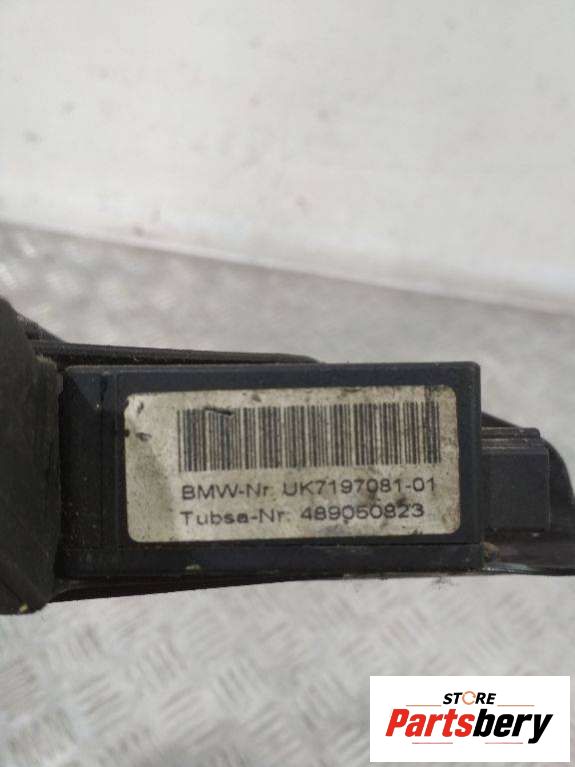 BMW-Nr. UK7197081-01
Tubsa-Nr. 489050823
STORE
Partsbery